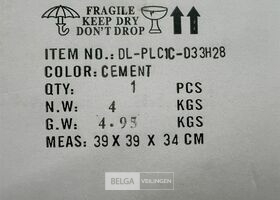 FRAGILE
KEEP DRY
DON'T DROP
ITEM NO.: DL-PLC1C-D33H28
COLOR: CEMENT
QTY: 1 PCS
N.W: 4 KGS
G.W: 4.95 KGS
MEAS: 39 X 39 X 34 CM
BELGA VEILINGEN